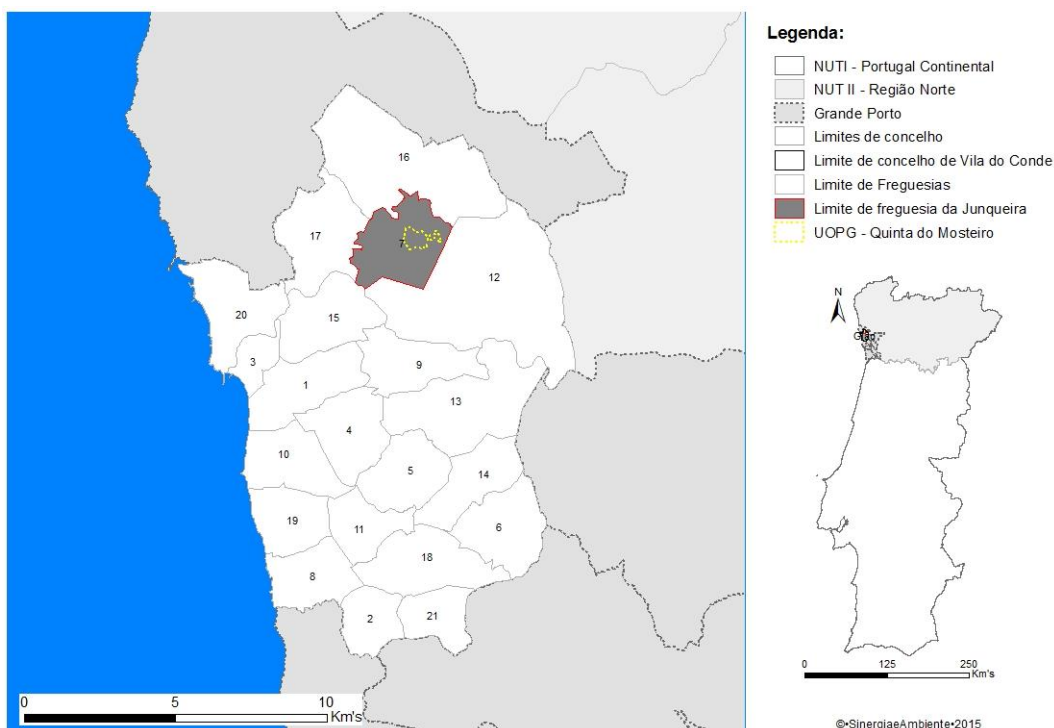 Legenda:
NUTI - Portugal Continental
NUT II - Região Norte
Grande Porto
Limites de concelho
Limite de concelho de Vila do Conde
Limite de Freguesias
Limite de freguesia da Junqueira
UOPG - Quinta do Mosteiro
16
17
7
12
20
15
3
9
1
13
4
10
5
14
19
11
6
18
8
2
21
0 5 10
Km's
N
0 125 250
Km's
©•SinergiaeAmbiente•2015